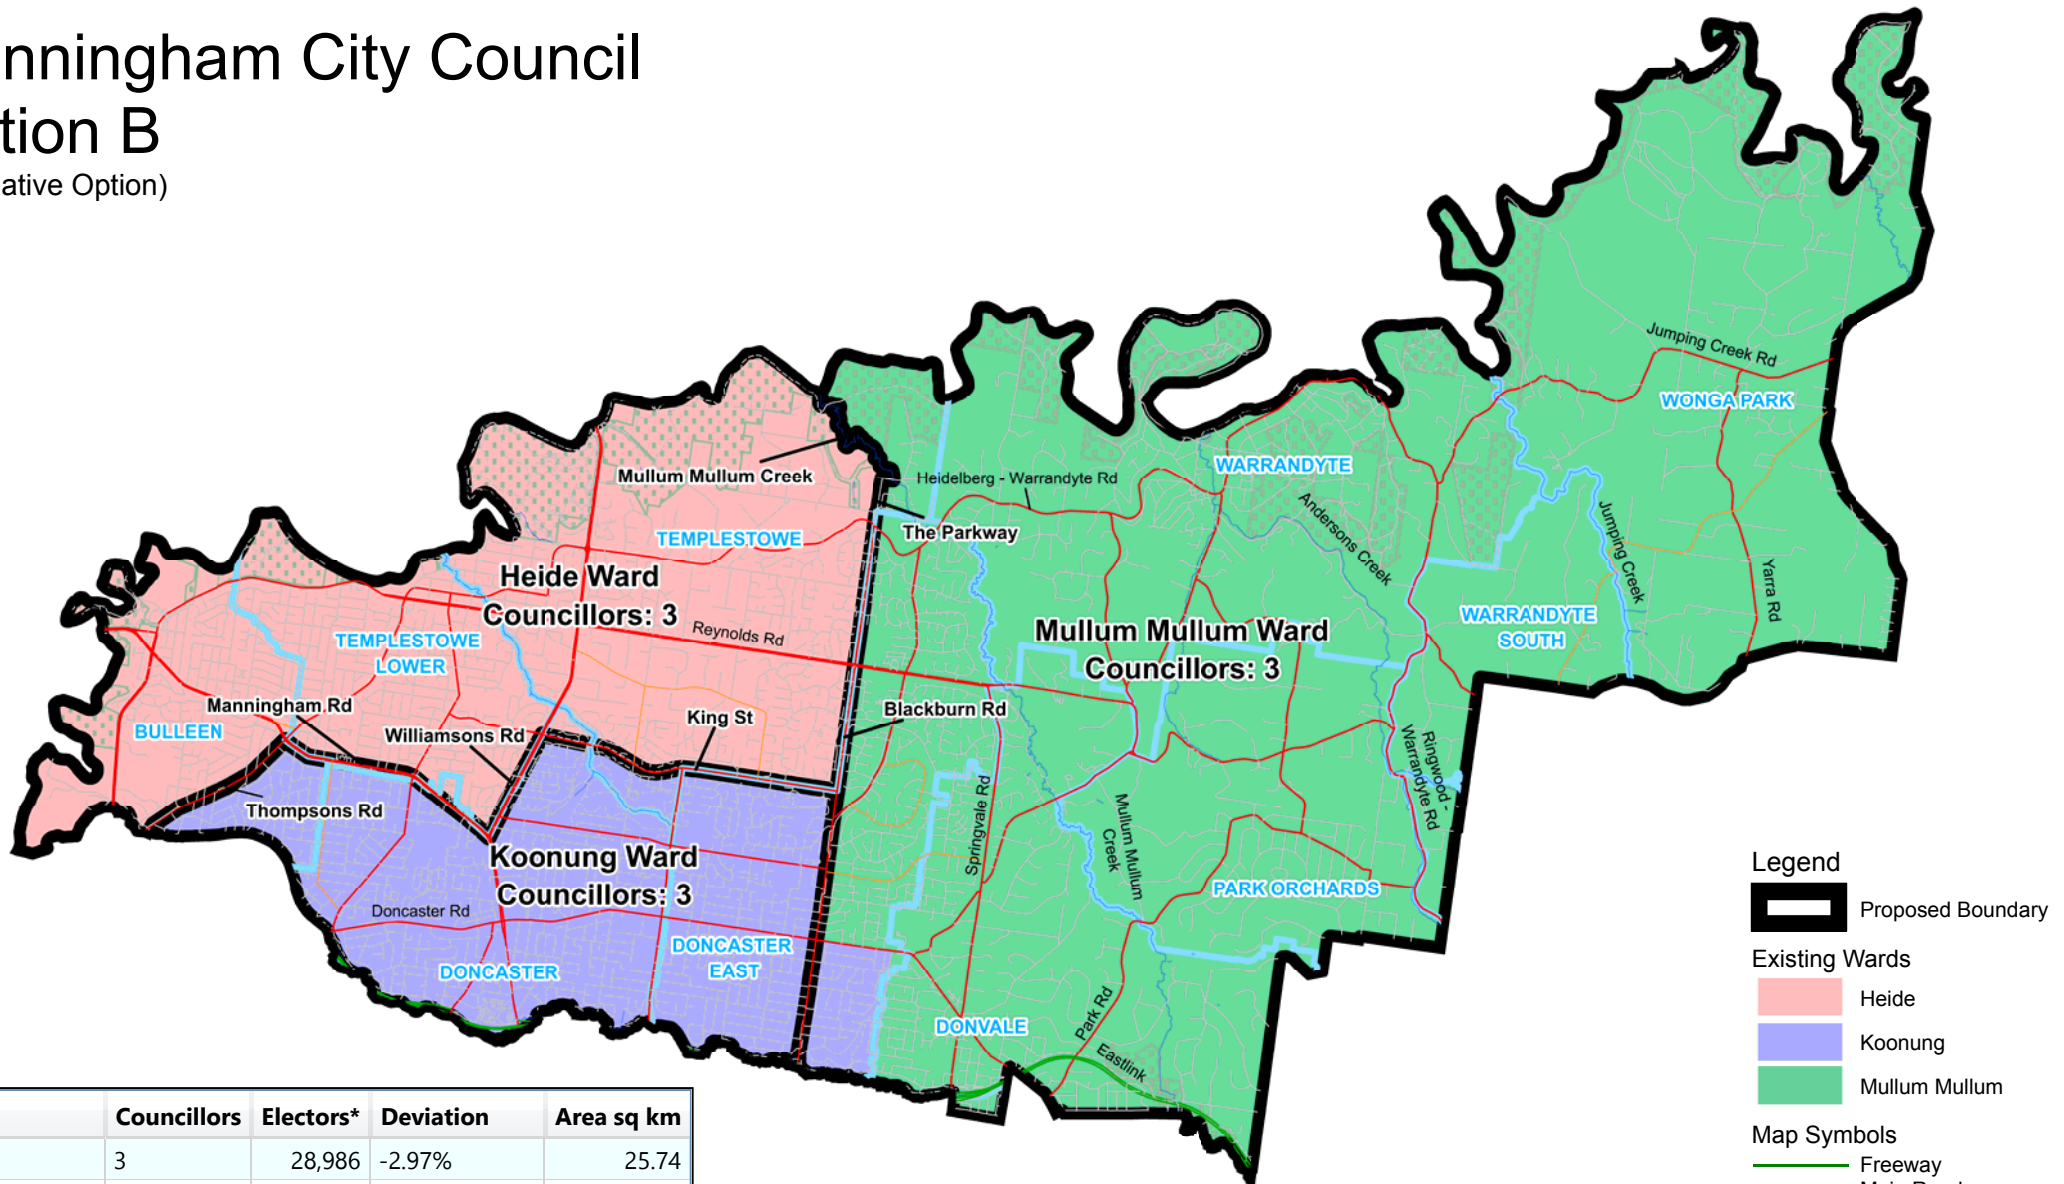 nningham City Council
tion B
ative Option)
Jumping Creek Rd
WONGA PARK
Mullum Mullum Creek
Heidelberg - Warrandyte Rd
WARRANDYTE
Andersons Creek
Jumping Creek
The Parkway
TEMPLESTOWE
Heide Ward
Councillors: 3
Yarra Rd
TEMPLESTOWE
LOWER
Reynolds Rd
Mullum Mullum Ward
Councillors: 3
WARRANDYTE
SOUTH
Manningham Rd
BULLEEN
Williamsons Rd
King St
Blackburn Rd
Ringwood -
Warrandyte Rd
Thompsons Rd
Springvale Rd
Mullum Mullum
Creek
Koonung Ward
Councillors: 3
PARK ORCHARDS
Doncaster Rd
DONCASTER
DONCASTER
EAST
DONVALE
Park Rd
Eastlink
Legend
Proposed Boundary
Existing Wards
Heide
Koonung
Mullum Mullum
Map Symbols
Freeway
Councillors Electors* Deviation Area sq km
3 28,986 -2.97% 25.74